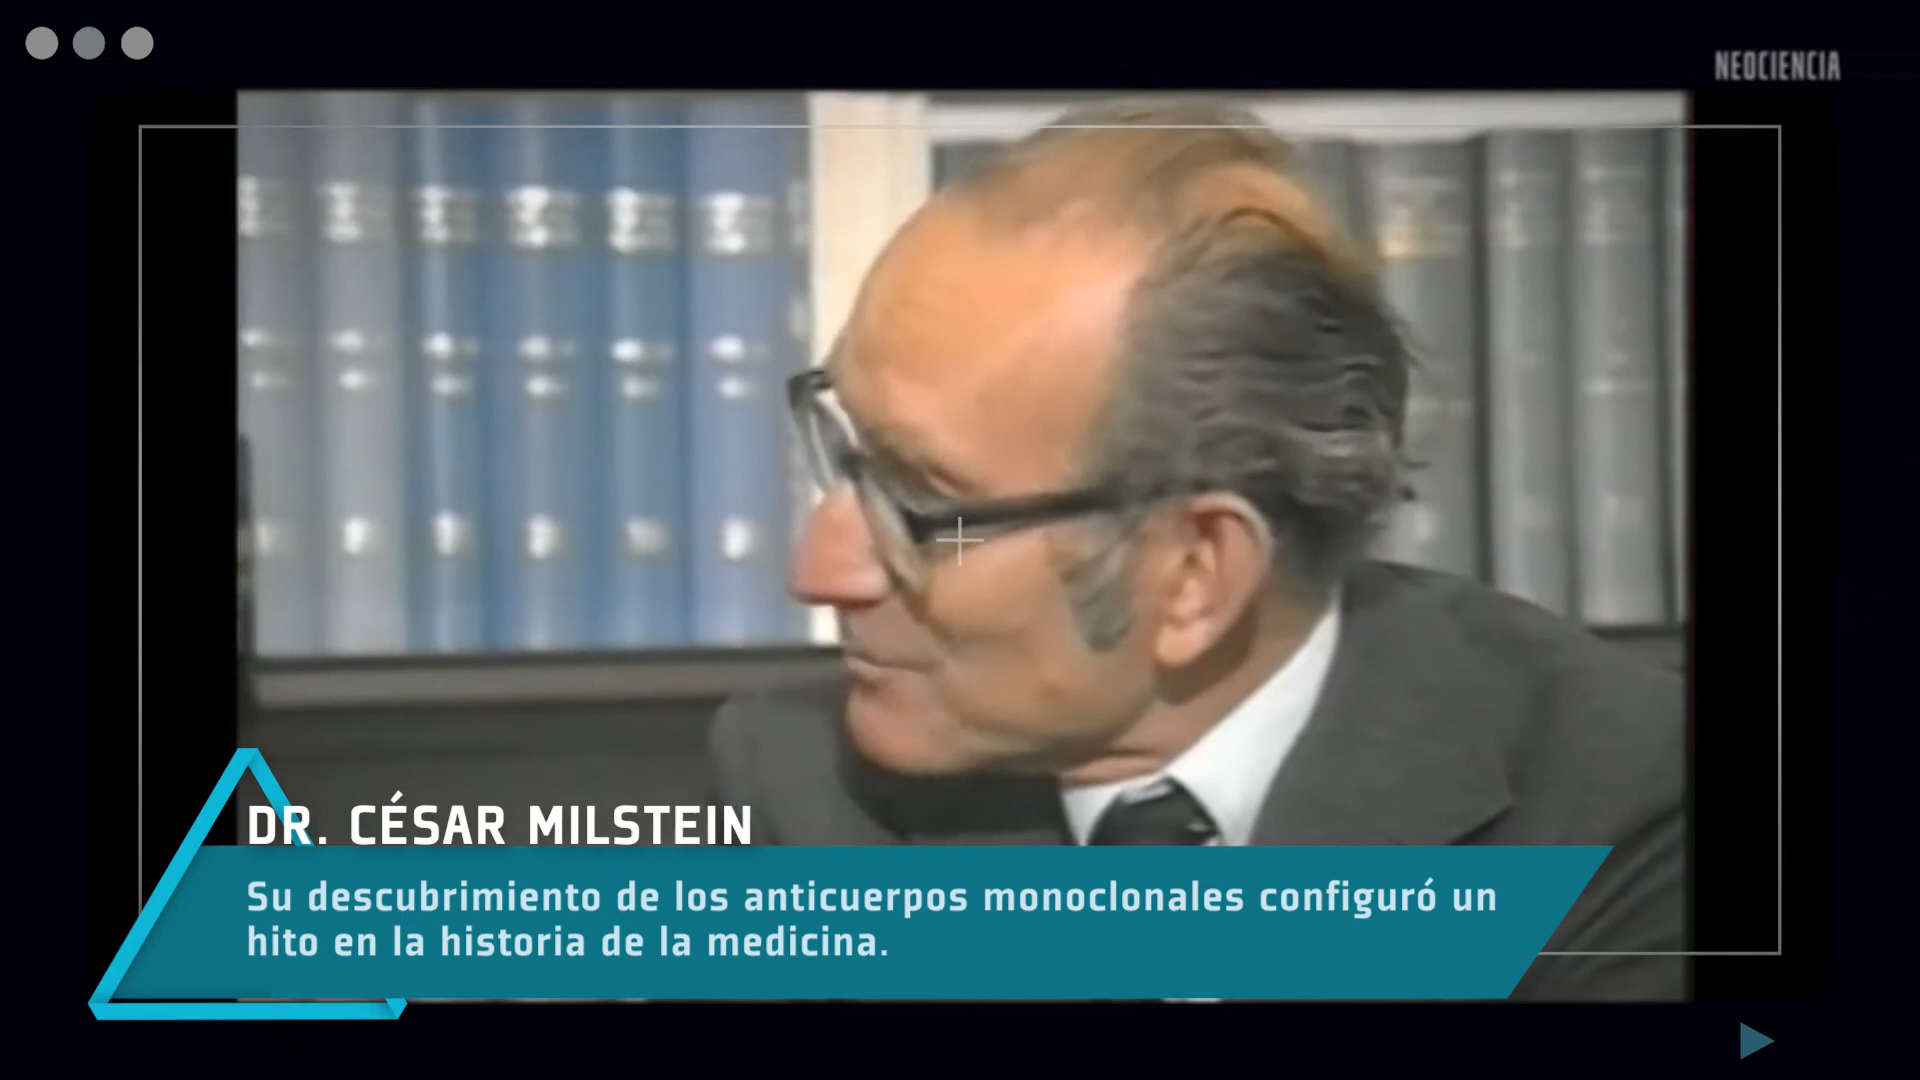 NEOCIENCIA
DR. CÉSAR MILSTEIN
Su descubrimiento de los anticuerpos monoclonales configuró un
hito en la historia de la medicina.